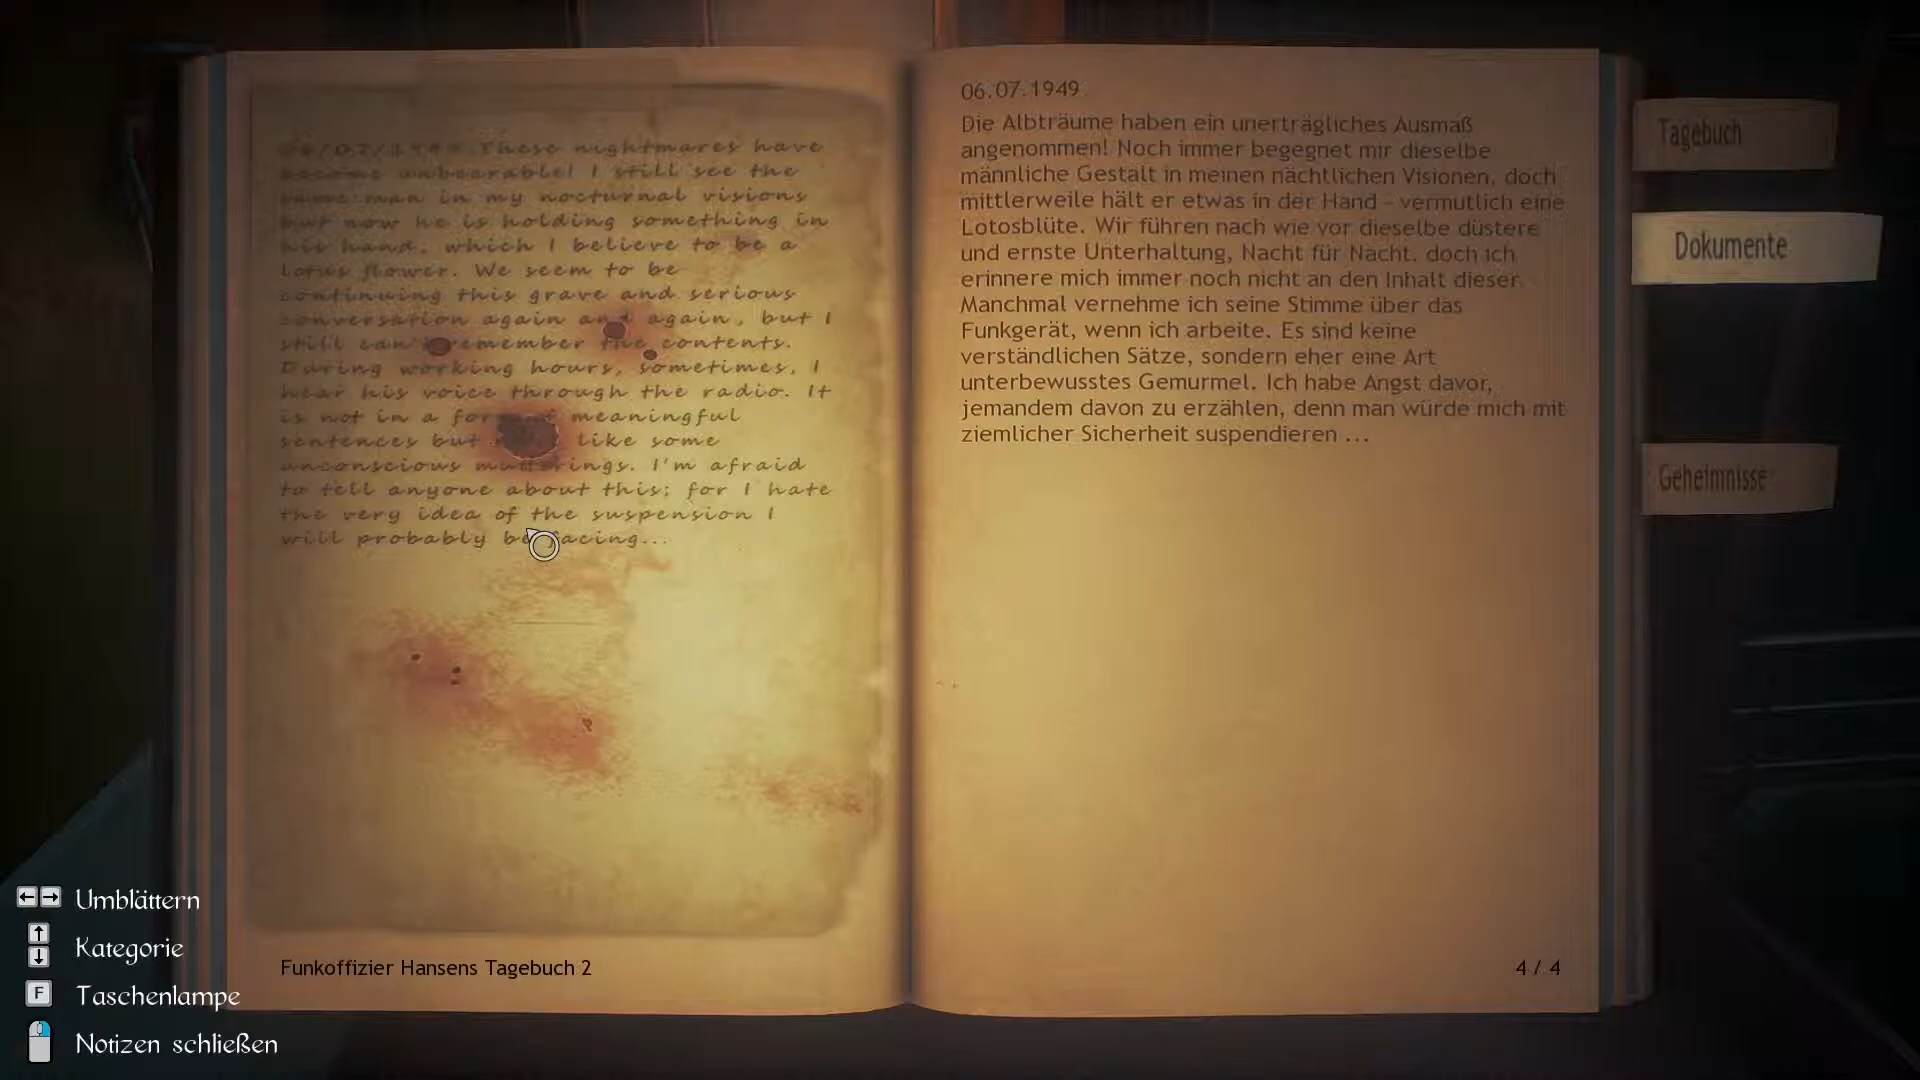 These nightmares have
become unbearable! I still see the
same man in my nocturnal visions
but now he is holding something in
his hand, which I believe to be a
lotus flower. We seem to be
continuing this grave and serious
conversation again and again, but I
still can't remember the contents.
During working hours, sometimes, I
hear his voice through the radio. It
is not in a form of meaningful
sentences but like some
unconscious mutterings. I'm afraid
to tell anyone about this; for I hate
the very idea of the suspension I
will probably be facing...
Funkoffizier Hansens Tagebuch 2
06.07.1949
Die Albträume haben ein unerträgliches Ausmaß
angenommen! Noch immer begegnet mir dieselbe
männliche Gestalt in meinen nächtlichen Visionen, doch
mittlerweile hält er etwas in der Hand - vermutlich eine
Lotosblüte. Wir führen nach wie vor dieselbe düstere
und ernste Unterhaltung, Nacht für Nacht. doch ich
erinnere mich immer noch nicht an den Inhalt dieser.
Manchmal vernehme ich seine Stimme über das
Funkgerät, wenn ich arbeite. Es sind keine
verständlichen Sätze, sondern eher eine Art
unterbewusstes Gemurmel. Ich habe Angst davor,
jemandem davon zu erzählen, denn man würde mich mit
ziemlicher Sicherheit suspendieren ...
4 / 4
Tagebuch
Dokumente
Geheimnisse
Umblättern
Kategorie
F Taschenlampe
Notizen schließen